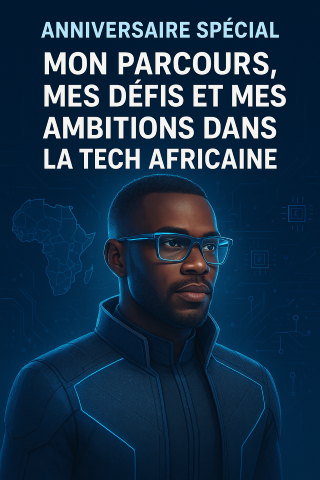 ANNIVERSAIRE SPÉCIAL
MON PARCOURS,
MES DÉFIS ET MES
AMBITIONS DANS
LA TECH AFRICAINE